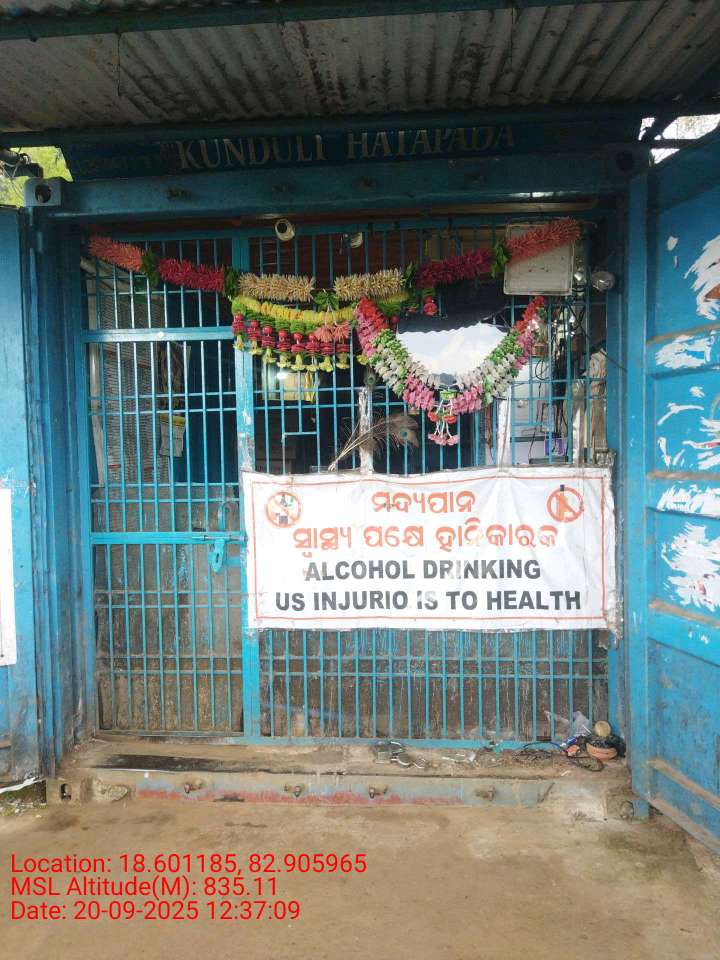 KUNDULI HATAPADA
ମଦ୍ୟପାନ
ସ୍ୱାସ୍ଥ୍ୟ ପକ୍ଷେ ହାନିକାରକ
ALCOHOL DRINKING
US INJURIO IS TO HEALTH
Location: 18.601185, 82.905965
MSL Altitude(M): 835.11
Date: 20-09-2025 12:37:09